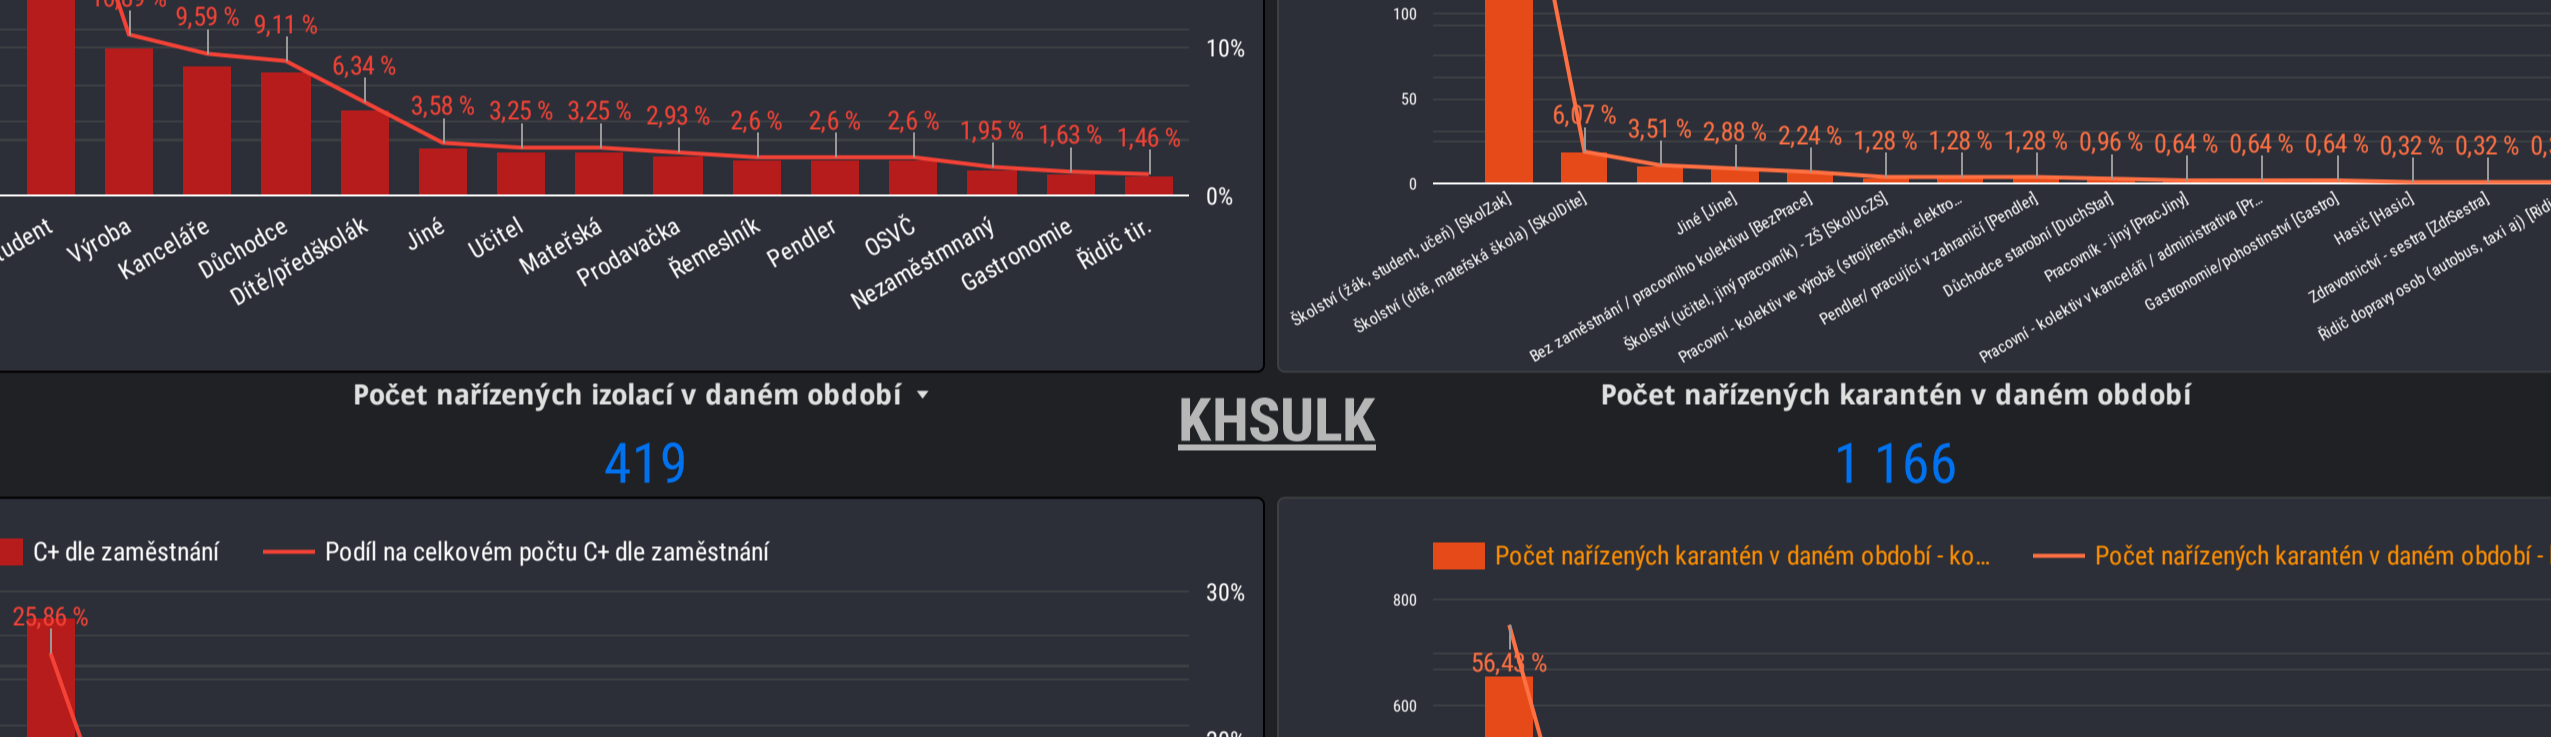 9,59 %
9,11 %
6,34 %
3,58 %
3,25 %
3,25 %
2,93 %
2,6 %
2,6 %
2,6 %
1,95 %
1,63 %
1,46 %
10%
0%
Výroba
Kanceláře
Důchodce
Dítě/předškolák
Jiné
Učitel
Mateřská
Prodavačka
Řemeslník
Pendler
OSVČ
Nezaměstmnaný
Gastronomie
Řidič tir.
100
50
0
6,07 %
3,51 %
2,88 %
2,24 %
1,28 %
1,28 %
1,28 %
0,96 %
0,64 %
0,64 %
0,64 %
0,32 %
0,32 %
Školství (žák, student, učeň) [SkolZak]
Školství (dítě, mateřská škola) [SkolDite]
Jiné [Jine]
Bez zaměstnání / pracovního kolektivu [BezPrace]
Školství (učitel, jiný pracovník) - ZŠ [SkolUcZS]
Pracovní - kolektiv ve výrobě (strojírenství, elektro...
Pendler/ pracující v zahraničí [Pendler]
Důchodce starobní [DuchStar]
Pracovník - jiný [PracJiny]
Pracovní - kolektiv v kanceláři / administrativa [Pr...
Gastronomie/pohostinství [Gastro]
Hasič [Hasic]
Zdravotnictví - sestra [ZdrSestra]
Řidič dopravy osob (autobus, taxi aj)
Počet nařízených izolací v daném období
419
KHSULK
Počet nařízených karantén v daném období
1 166
C+ dle zaměstnání
Podíl na celkovém počtu C+ dle zaměstnání
25,86 %
30%
Počet nařízených karantén v daném období - ko...
Počet nařízených karantén v daném období -
800
600
56,43 %